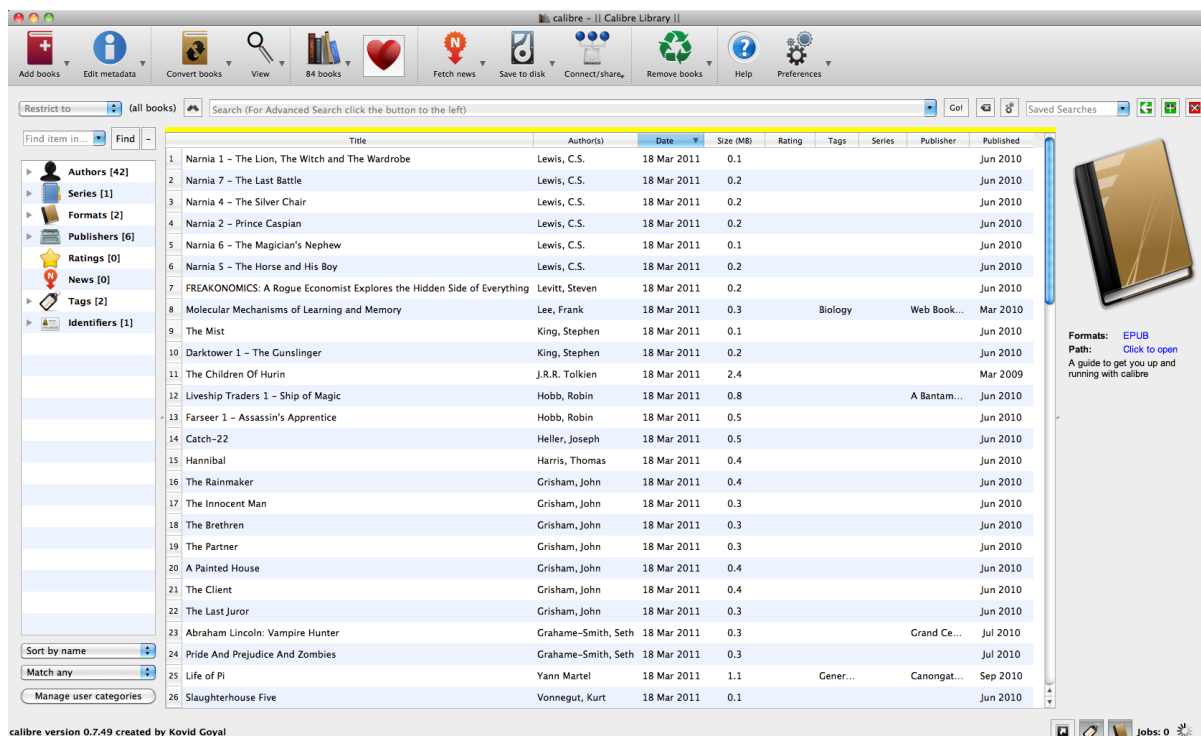 calibre - || Calibre Library ||
Add books Edit metadata Convert books View 84 books Fetch news Save to disk Connect/share Remove books Help Preferences
Restrict to (all books) Search (For Advanced Search click the button to the left) Go! Saved Searches
Find item in... Find -
Authors [42]
Series [1]
Formats [2]
Publishers [6]
Ratings [0]
News [0]
Tags [2]
Identifiers [1]
Sort by name
Match any
Manage user categories
Title Author(s) Date Size (MB) Rating Tags Series Publisher Published
1 Narnia 1 - The Lion, The Witch and The Wardrobe Lewis, C.S. 18 Mar 2011 0.1 Jun 2010
2 Narnia 7 - The Last Battle Lewis, C.S. 18 Mar 2011 0.2 Jun 2010
3 Narnia 4 - The Silver Chair Lewis, C.S. 18 Mar 2011 0.2 Jun 2010
4 Narnia 2 - Prince Caspian Lewis, C.S. 18 Mar 2011 0.2 Jun 2010
5 Narnia 6 - The Magician's Nephew Lewis, C.S. 18 Mar 2011 0.1 Jun 2010
6 Narnia 5 - The Horse and His Boy Lewis, C.S. 18 Mar 2011 0.2 Jun 2010
7 FREAKONOMICS: A Rogue Economist Explores the Hidden Side of Everything Levitt, Steven 18 Mar 2011 0.2 Jun 2010
8 Molecular Mechanisms of Learning and Memory Lee, Frank 18 Mar 2011 0.3 Biology Web Book... Mar 2010
9 The Mist King, Stephen 18 Mar 2011 0.1 Jun 2010
10 Darktower 1 - The Gunslinger King, Stephen 18 Mar 2011 0.2 Jun 2010
11 The Children Of Hurin J.R.R. Tolkien 18 Mar 2011 2.4 Mar 2009
12 Liveship Traders 1 - Ship of Magic Hobb, Robin 18 Mar 2011 0.8 A Bantam... Jun 2010
13 Farseer 1 - Assassin's Apprentice Hobb, Robin 18 Mar 2011 0.5 Jun 2010
14 Catch-22 Heller, Joseph 18 Mar 2011 0.5 Jun 2010
15 Hannibal Harris, Thomas 18 Mar 2011 0.4 Jun 2010
16 The Rainmaker Grisham, John 18 Mar 2011 0.4 Jun 2010
17 The Innocent Man Grisham, John 18 Mar 2011 0.3 Jun 2010
18 The Brethren Grisham, John 18 Mar 2011 0.3 Jun 2010
19 The Partner Grisham, John 18 Mar 2011 0.3 Jun 2010
20 A Painted House Grisham, John 18 Mar 2011 0.4 Jun 2010
21 The Client Grisham, John 18 Mar 2011 0.4 Jun 2010
22 The Last Juror Grisham, John 18 Mar 2011 0.3 Jun 2010
23 Abraham Lincoln: Vampire Hunter Grahame-Smith, Seth 18 Mar 2011 0.3 Grand Ce... Jul 2010
24 Pride And Prejudice And Zombies Grahame-Smith, Seth 18 Mar 2011 0.3 Jul 2010
25 Life of Pi Yann Martel 18 Mar 2011 1.1 Gener... Canongat... Sep 2010
26 Slaughterhouse Five Vonnegut, Kurt 18 Mar 2011 0.1 Jun 2010
Formats: EPUB
Path: Click to open
A guide to get you up and
running with calibre
calibre version 0.7.49 created by Kovid Goyal Jobs: 0